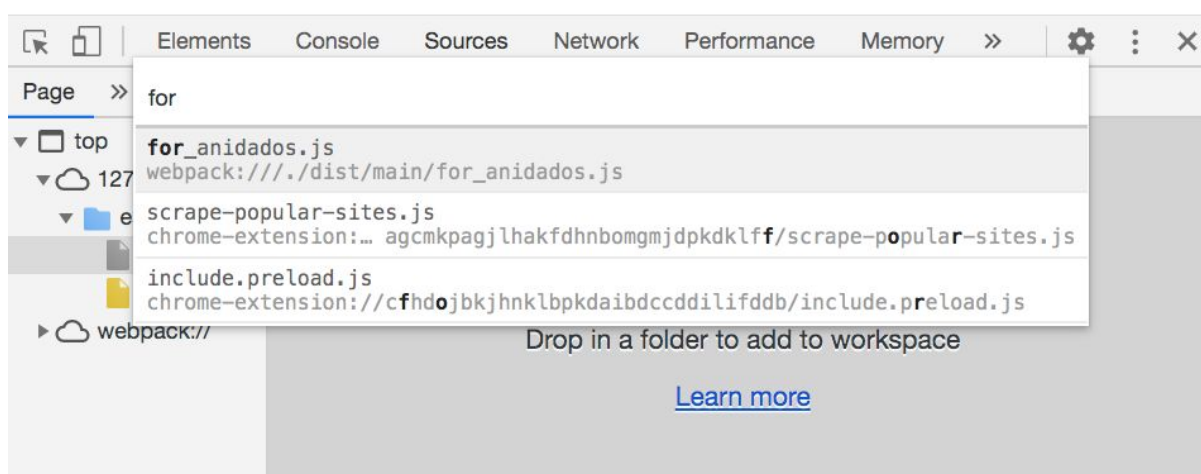 Elements Console Sources Network Performance Memory »
Page »
for
top
for_anidados.js
webpack:///./dist/main/for_anidados.js
127
scrape-popular-sites.js
e
chrome-extension:… agcmkpagjlhakfdhnbomgmjdpkdklff/scrape-popular-sites.js
include.preload.js
chrome-extension://cfhdojbkjhnklbpkdaibdccddilifddb/include.preload.js
webpack://
Drop in a folder to add to workspace
Learn more